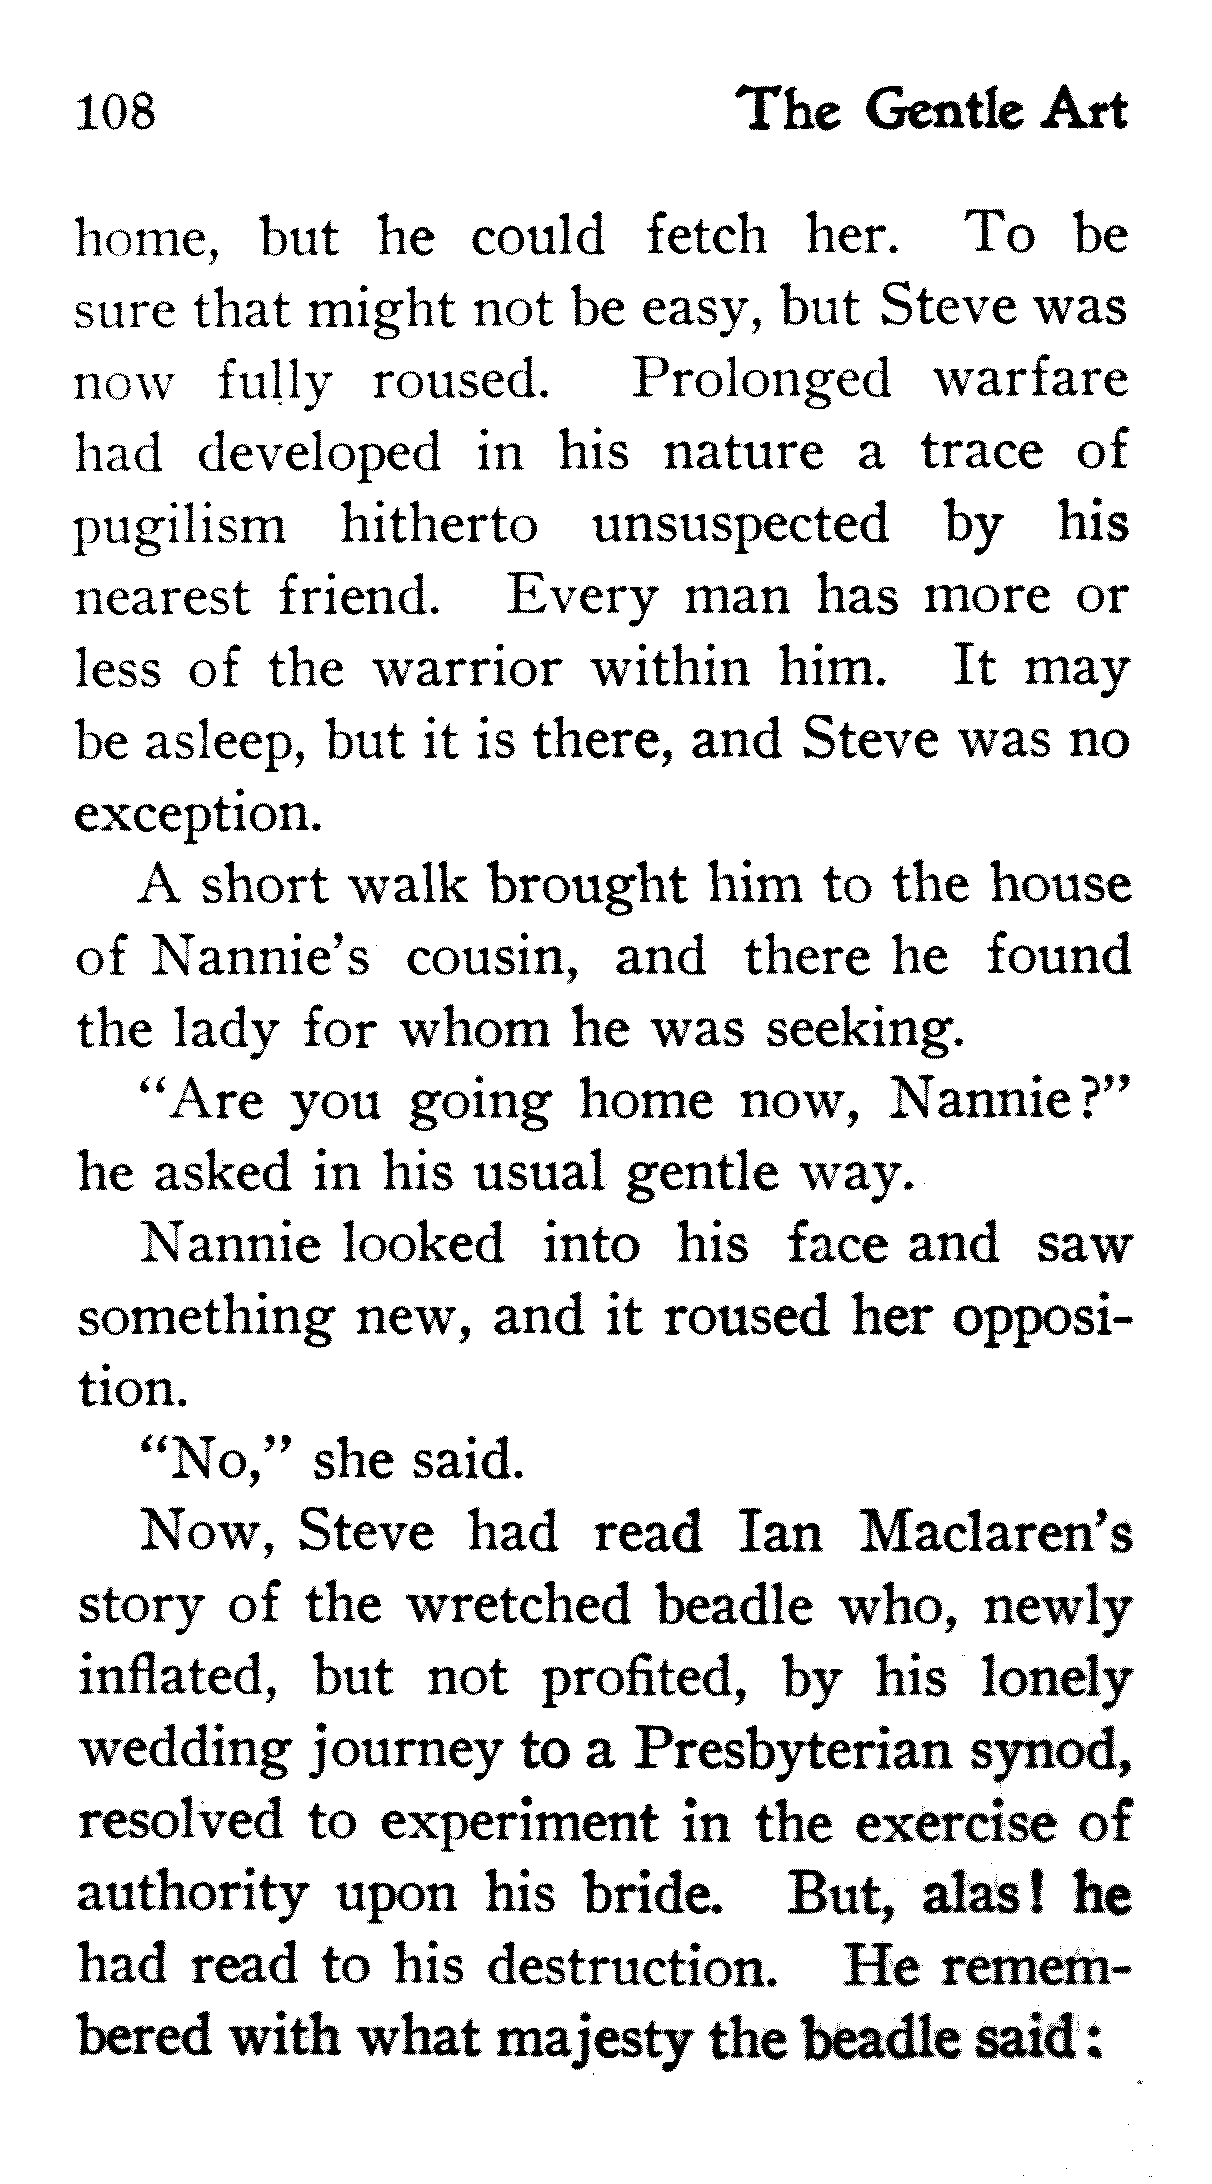 108 The Gentle Art
home, but he could fetch her. To be
sure that might not be easy, but Steve was
now fully roused. Prolonged warfare
had developed in his nature a trace of
pugilism hitherto unsuspected by his
nearest friend. Every man has more or
less of the warrior within him. It may
be asleep, but it is there, and Steve was no
exception.
A short walk brought him to the house
of Nannie's cousin, and there he found
the lady for whom he was seeking.
"Are you going home now, Nannie?"
he asked in his usual gentle way.
Nannie looked into his face and saw
something new, and it roused her opposi-
tion.
"No," she said.
Now, Steve had read Ian Maclaren's
story of the wretched beadle who, newly
inflated, but not profited, by his lonely
wedding journey to a Presbyterian synod,
resolved to experiment in the exercise of
authority upon his bride. But, alas! he
had read to his destruction. He remem-
bered with what majesty the beadle said: